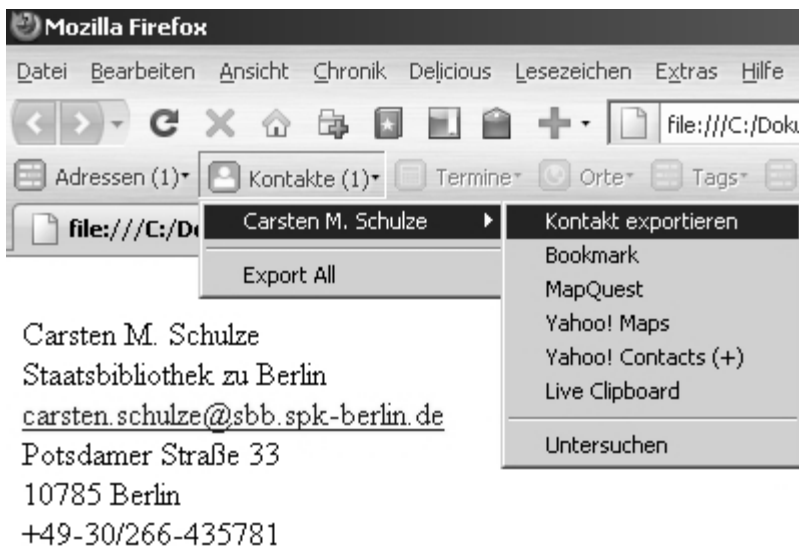 Mozilla Firefox
Datei Bearbeiten Ansicht Chronik Delicious Lesezeichen Extras Hilfe
file:///C:/Doku
Adressen (1) Kontakte (1) Termine Orte Tags
file:///C:/Do
Carsten M. Schulze
Export All
Kontakt exportieren
Bookmark
MapQuest
Yahoo! Maps
Yahoo! Contacts (+)
Live Clipboard
Untersuchen
Carsten M. Schulze
Staatsbibliothek zu Berlin
carsten.schulze@sbb.spk-berlin.de
Potsdamer Straße 33
10785 Berlin
+49-30/266-435781